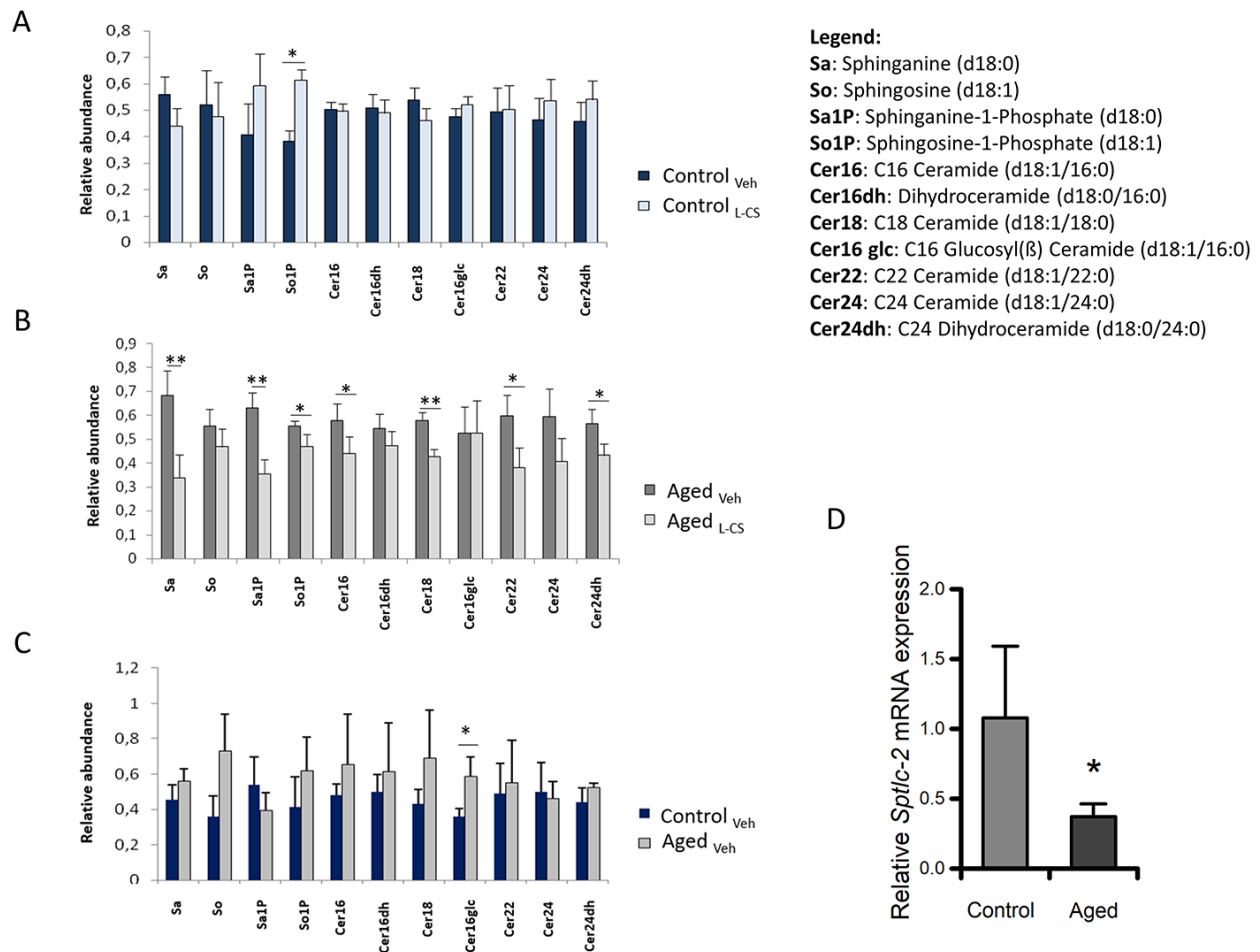 A
Relative abundance
0,8
0,7
0,6
0,5
0,4
0,3
0,2
0,1
0
*
Sa
So
Sa1P
So1P
Cer16
Cer16dh
Cer18
Cer16glc
Cer22
Cer24
Cer24dh
Control Veh
Control L-CS
Legend:
Sa: Sphinganine (d18:0)
So: Sphingosine (d18:1)
Sa1P: Sphinganine-1-Phosphate (d18:0)
So1P: Sphingosine-1-Phosphate (d18:1)
Cer16: C16 Ceramide (d18:1/16:0)
Cer16dh: Dihydroceramide (d18:0/16:0)
Cer18: C18 Ceramide (d18:1/18:0)
Cer16 glc: C16 Glucosyl(ß) Ceramide (d18:1/16:0)
Cer22: C22 Ceramide (d18:1/22:0)
Cer24: C24 Ceramide (d18:1/24:0)
Cer24dh: C24 Dihydroceramide (d18:0/24:0)
B
Relative abundance
0,9
0,8
0,7
0,6
0,5
0,4
0,3
0,2
0,1
0
**
**
*
*
**
*
*
Sa
So
Sa1P
So1P
Cer16
Cer16dh
Cer18
Cer16glc
Cer22
Cer24
Cer24dh
Aged Veh
Aged L-CS
C
Relative abundance
1,2
1
0,8
0,6
0,4
0,2
0
*
Sa
So
Sa1P
So1P
Cer16
Cer16dh
Cer18
Cer16glc
Cer22
Cer24
Cer24dh
Control Veh
Aged Veh
D
Relative Sptlc-2 mRNA expression
2.0
1.5
1.0
0.5
0.0
*
Control
Aged